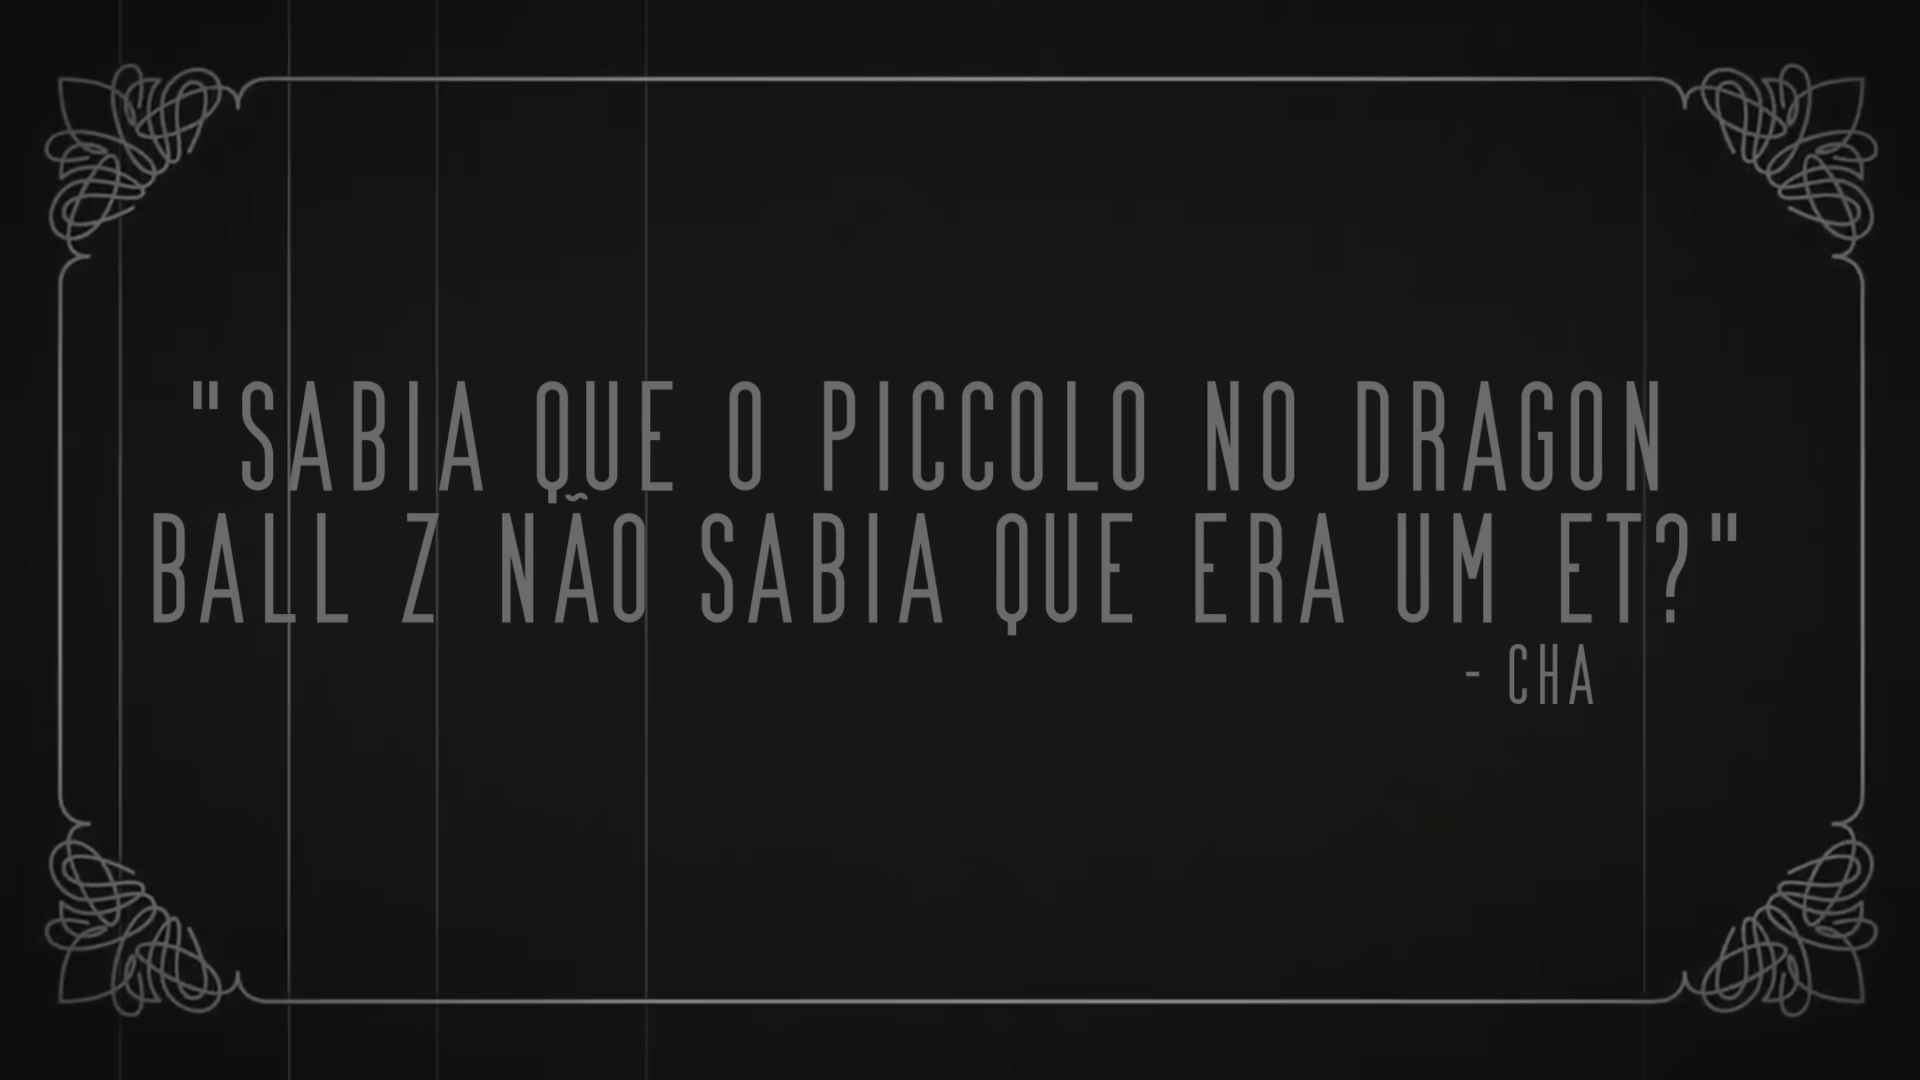 "SABIA QUE O PICCOLO NO DRAGON
BALL Z NÃO SABIA QUE ERA UM ET?"
- CHA